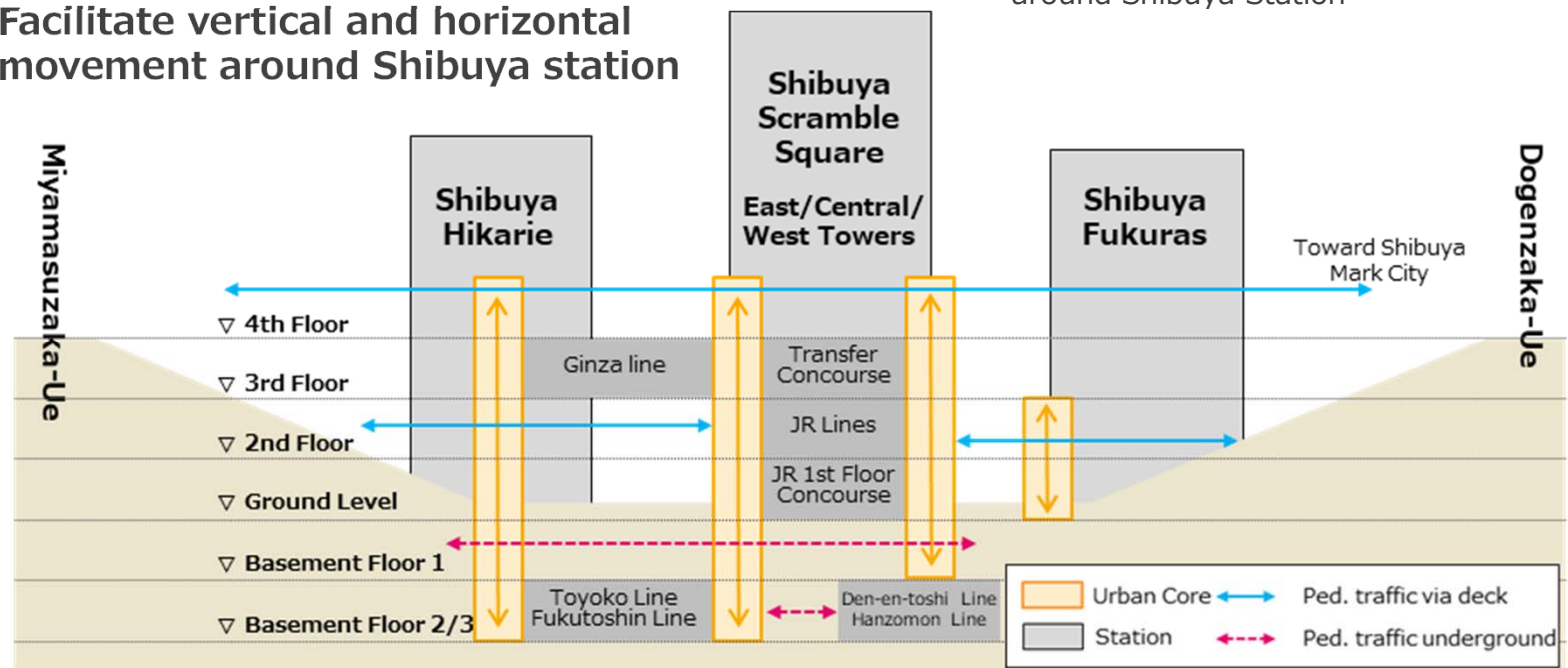 Facilitate vertical and horizontal
movement around Shibuya station
around Shibuya Station
Miyamasuzaka-Ue
Shibuya
Hikarie
Shibuya
Scramble
Square
East/Central/
West Towers
Shibuya
Fukuras
Dogenzaka-Ue
Toward Shibuya
Mark City
▽ 4th Floor
Ginza line
Transfer
Concourse
▽ 3rd Floor
JR Lines
▽ 2nd Floor
JR 1st Floor
Concourse
▽ Ground Level
▽ Basement Floor 1
Toyoko Line
Fukutoshin Line
Den-en-toshi Line
Hanzomon Line
▽ Basement Floor 2/3
Urban Core
Ped. traffic via deck
Station
Ped. traffic underground